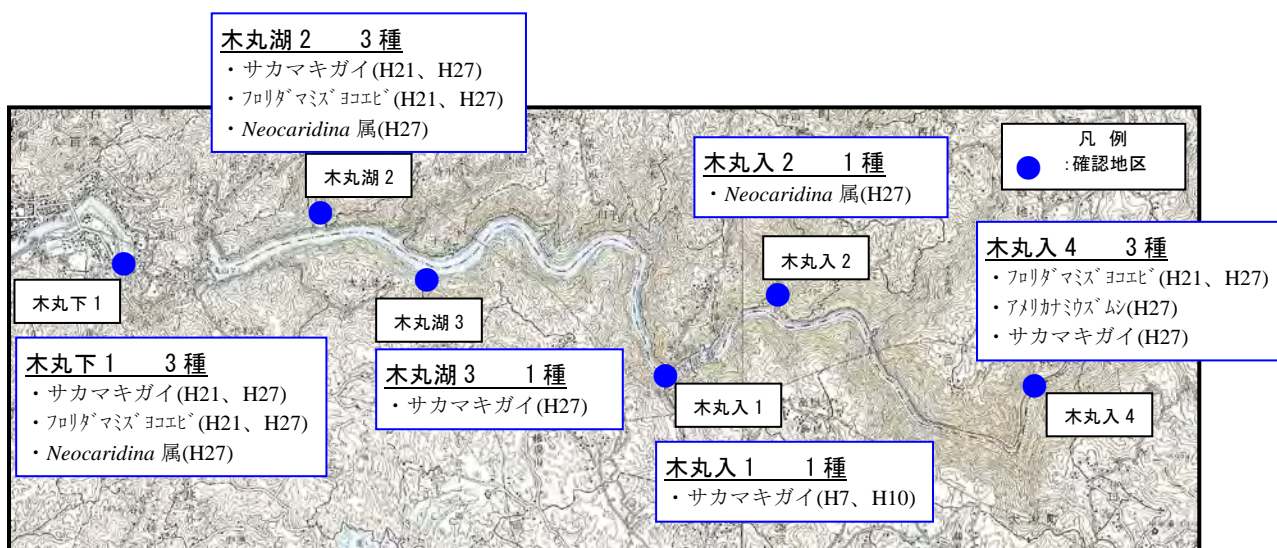 木丸湖2　3種
・サカマキガイ(H21、H27)
・ﾌﾛﾘﾀﾞﾏﾐｽﾞﾖｺｴﾋﾞ(H21、H27)
・Neocaridina 属(H27)
木丸湖2
木丸入2　1種
・Neocaridina 属(H27)
凡 例
:確認地区
木丸入4　3種
・ﾌﾛﾘﾀﾞﾏﾐｽﾞﾖｺｴﾋﾞ(H21、H27)
・ｱﾒﾘｶﾅﾐｳｽﾞﾑｼ(H27)
・サカマキガイ(H27)
木丸入2
木丸下1
木丸湖3
木丸下1　3種
・サカマキガイ(H21、H27)
・ﾌﾛﾘﾀﾞﾏﾐｽﾞﾖｺｴﾋﾞ(H21、H27)
・Neocaridina 属(H27)
木丸湖3　1種
・サカマキガイ(H27)
木丸入1
木丸入4
木丸入1　1種
・サカマキガイ(H7、H10)